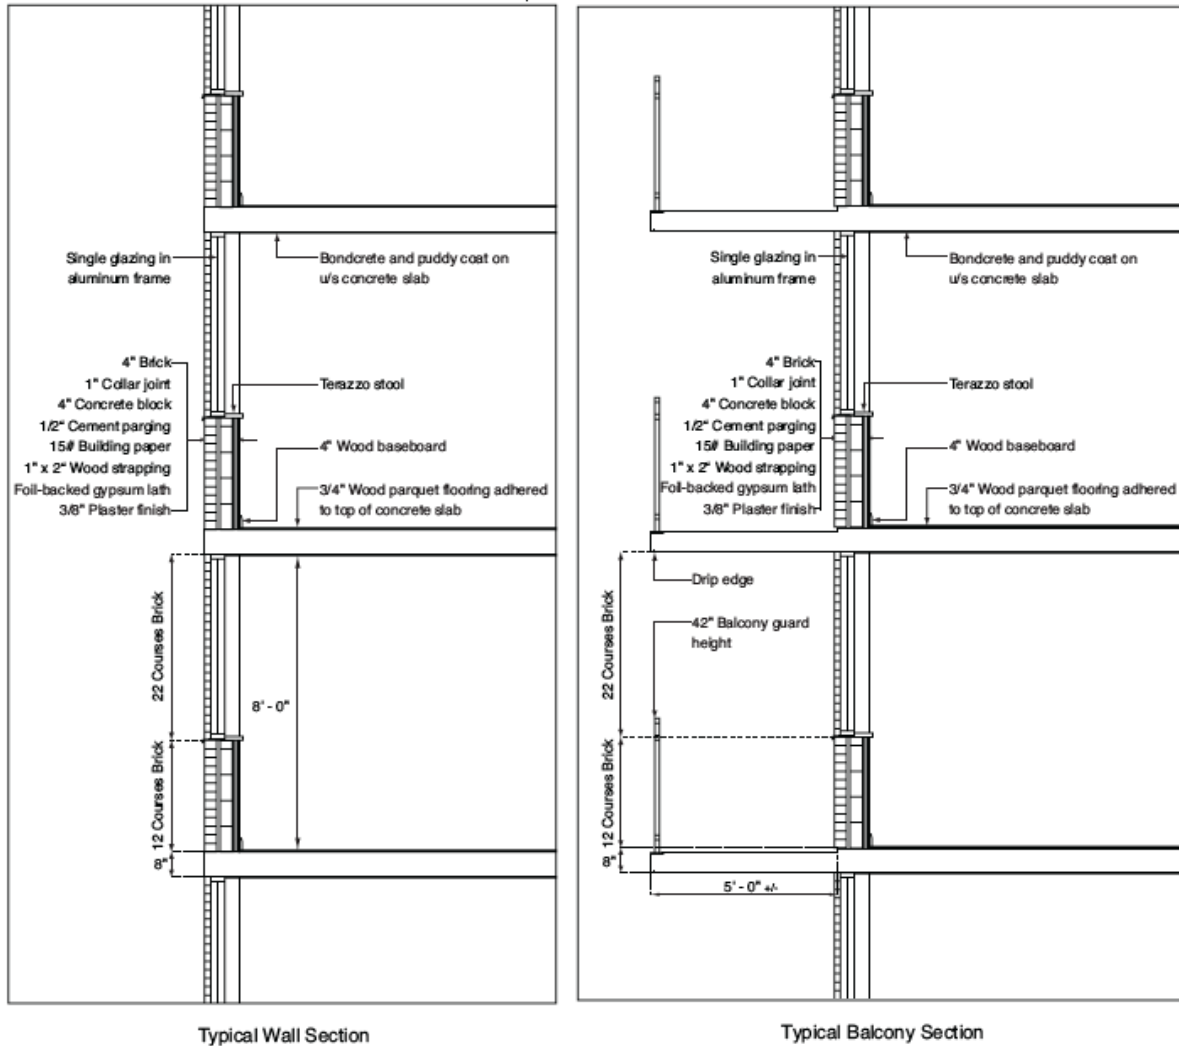 Single glazing in
aluminum frame
Bondcrete and puddy coat on
u/s concrete slab
4" Brick
1" Collar joint
4" Concrete block
1/2" Cement parging
15# Building paper
1" x 2" Wood strapping
Foil-backed gypsum lath
3/8" Plaster finish
Terazzo stool
4" Wood baseboard
3/4" Wood parquet flooring adhered
to top of concrete slab
22 Courses Brick
8' - 0"
12 Courses Brick
8"
Typical Wall Section
Single glazing in
aluminum frame
Bondcrete and puddy coat on
u/s concrete slab
4" Brick
1" Collar joint
4" Concrete block
1/2" Cement parging
15# Building paper
1" x 2" Wood strapping
Foil-backed gypsum lath
3/8" Plaster finish
Terazzo stool
4" Wood baseboard
3/4" Wood parquet flooring adhered
to top of concrete slab
Drip edge
42" Balcony guard
height
22 Courses Brick
12 Courses Brick
8"
5' - 0" +/-
Typical Balcony Section